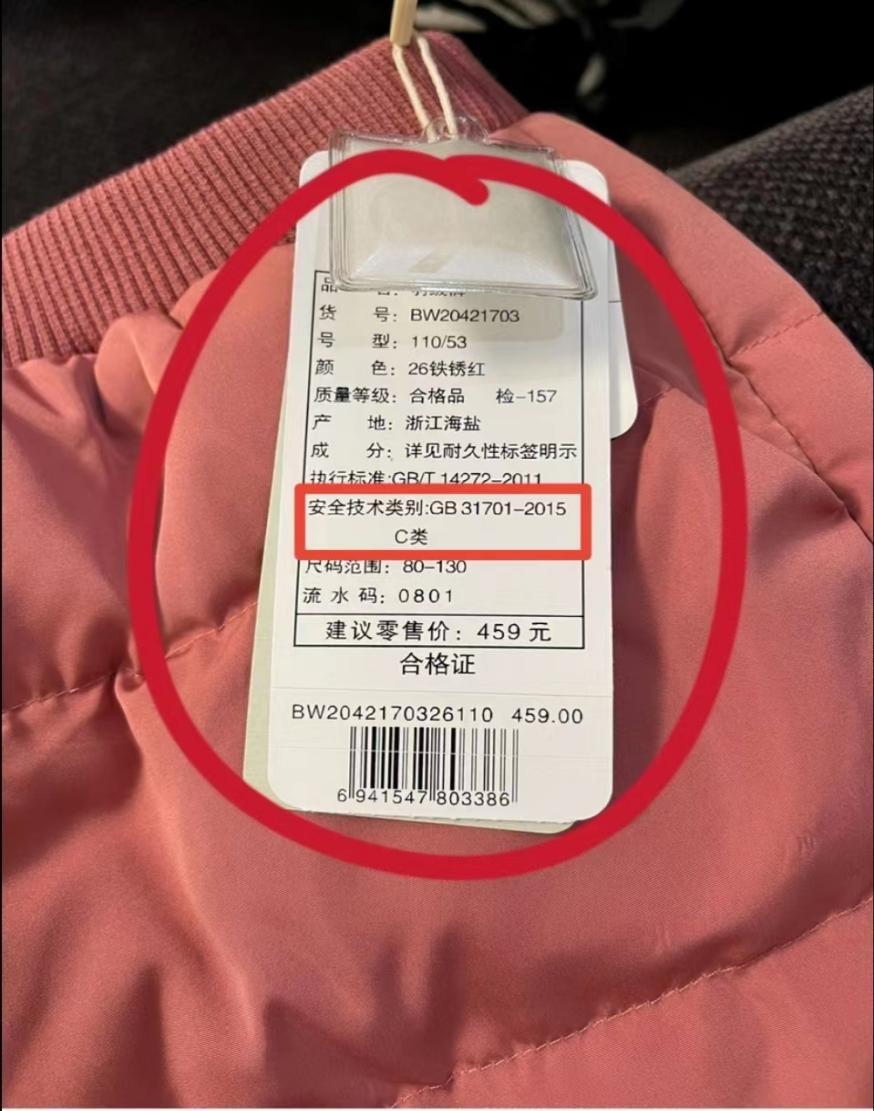 货 号：BW20421703
号 型：110/53
颜 色：26铁锈红
质量等级：合格品 检-157
产 地：浙江海盐
成 分：详见耐久性标签明示
执行标准:GB/T 14272-2011
安全技术类别:GB 31701-2015
C类
尺码范围：80-130
流 水 码：0801
建议零售价：459 元
合格证
BW2042170326110 459.00
6 941547 803386